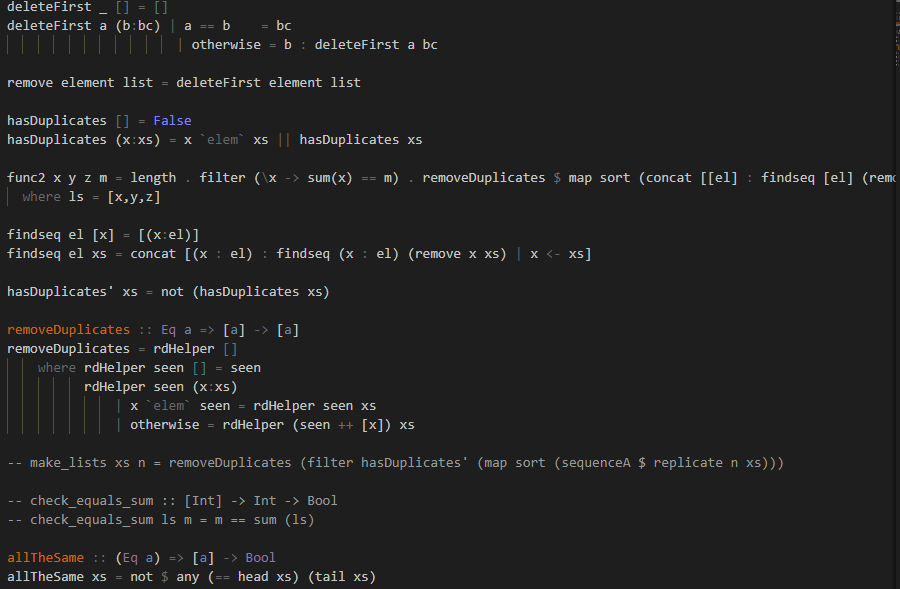 deleteFirst _ [] = []
deleteFirst a (b:bc) | a == b    = bc
| otherwise = b : deleteFirst a bc
remove element list = deleteFirst element list
hasDuplicates [] = False
hasDuplicates (x:xs) = x `elem` xs || hasDuplicates xs
func2 x y z m = length . filter (\x -> sum(x) == m) . removeDuplicates $ map sort (concat [[el] : findseq [el] (remo
where ls = [x,y,z]
findseq el [x] = [(x:el)]
findseq el xs = concat [(x : el) : findseq (x : el) (remove x xs) | x <- xs]
hasDuplicates' xs = not (hasDuplicates xs)
removeDuplicates :: Eq a => [a] -> [a]
removeDuplicates = rdHelper []
where rdHelper seen [] = seen
rdHelper seen (x:xs)
| x `elem` seen = rdHelper seen xs
| otherwise = rdHelper (seen ++ [x]) xs
-- make_lists xs n = removeDuplicates (filter hasDuplicates' (map sort (sequenceA $ replicate n xs)))
-- check_equals_sum :: [Int] -> Int -> Bool
-- check_equals_sum ls m = m == sum (ls)
allTheSame :: (Eq a) => [a] -> Bool
allTheSame xs = not $ any (== head xs) (tail xs)